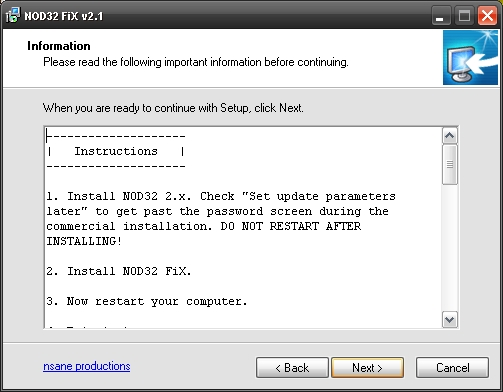 NOD32 FiX v2.1
Information
Please read the following important information before continuing.
When you are ready to continue with Setup, click Next.
--------------------
|   Instructions   |
--------------------
1. Install NOD32 2.x. Check "Set update parameters
later" to get past the password screen during the
commercial installation. DO NOT RESTART AFTER
INSTALLING!
2. Install NOD32 FiX.
3. Now restart your computer.
nsane productions
< Back
Next >
Cancel